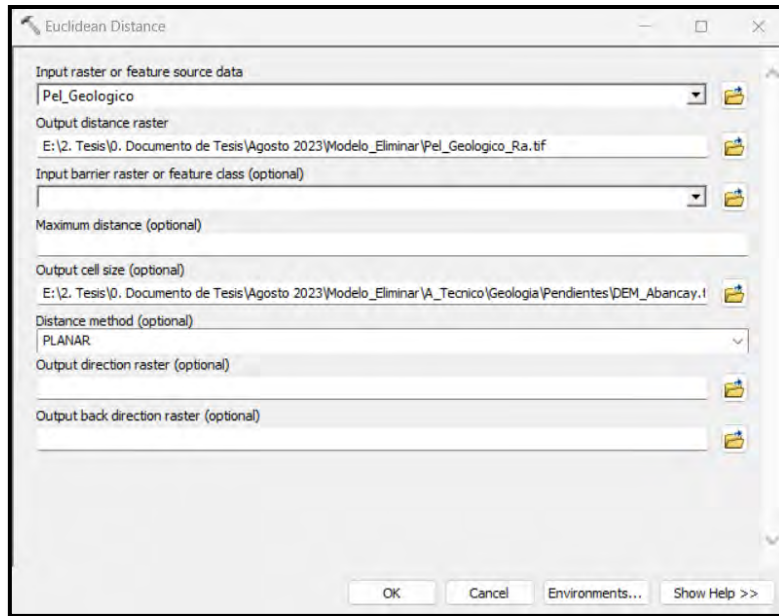 Euclidean Distance
Input raster or feature source data
Pel_Geologico
Output distance raster
E:\2. Tesis\0. Documento de Tesis\Agosto 2023\Modelo_Eliminar\Pel_Geologico_Ra.tif
Input barrier raster or feature class (optional)
Maximum distance (optional)
Output cell size (optional)
E:\2. Tesis\0. Documento de Tesis\Agosto 2023\Modelo_Eliminar\A_Tecnico\Geologia\Pendientes\DEM_Abancay.t
Distance method (optional)
PLANAR
Output direction raster (optional)
Output back direction raster (optional)
OK Cancel Environments... Show Help >>